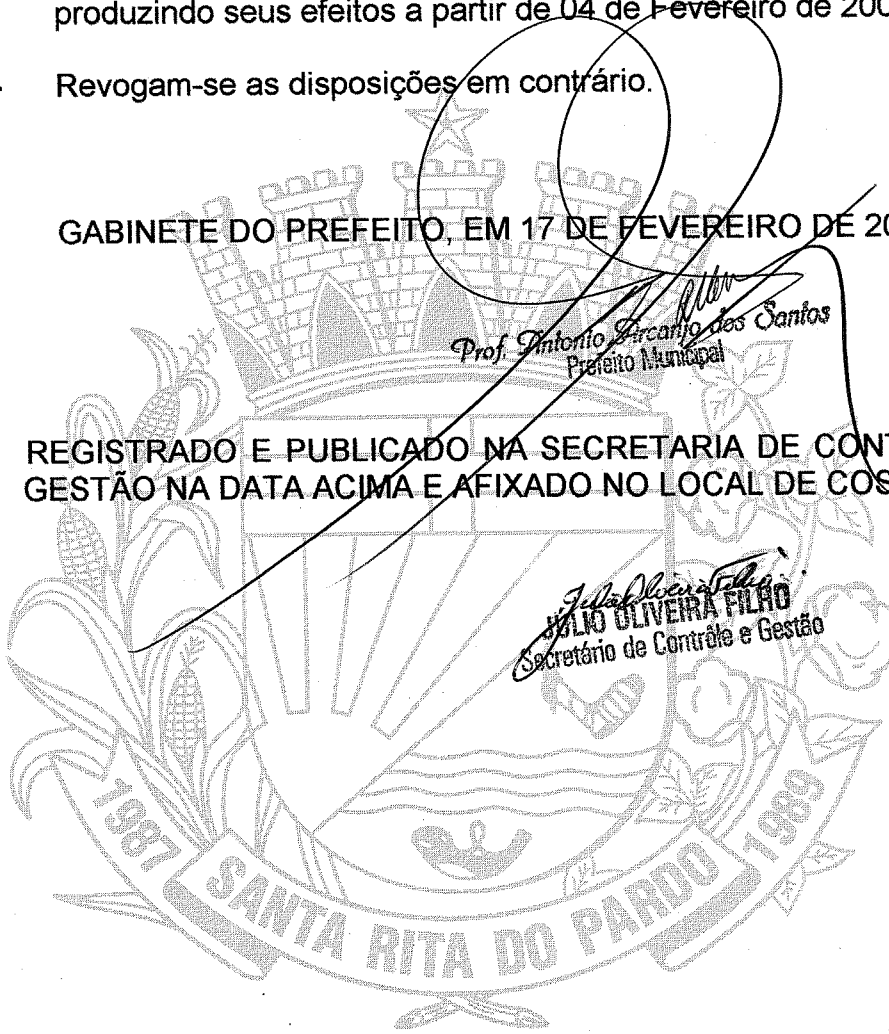 produzindo seus efeitos a partir de 04 de Fevereiro de 200
Revogam-se as disposições em contrário.
GABINETE DO PREFEITO, EM 17 DE FEVEREIRO DE 20
Prof. Antonio Arcanjo dos Santos
Prefeito Municipal
REGISTRADO E PUBLICADO NA SECRETARIA DE CONT
GESTÃO NA DATA ACIMA E AFIXADO NO LOCAL DE COS
JÚLIO OLIVEIRA FILHO
Secretário de Contrôle e Gestão
1987 SANTA RITA DO PARDO 1989